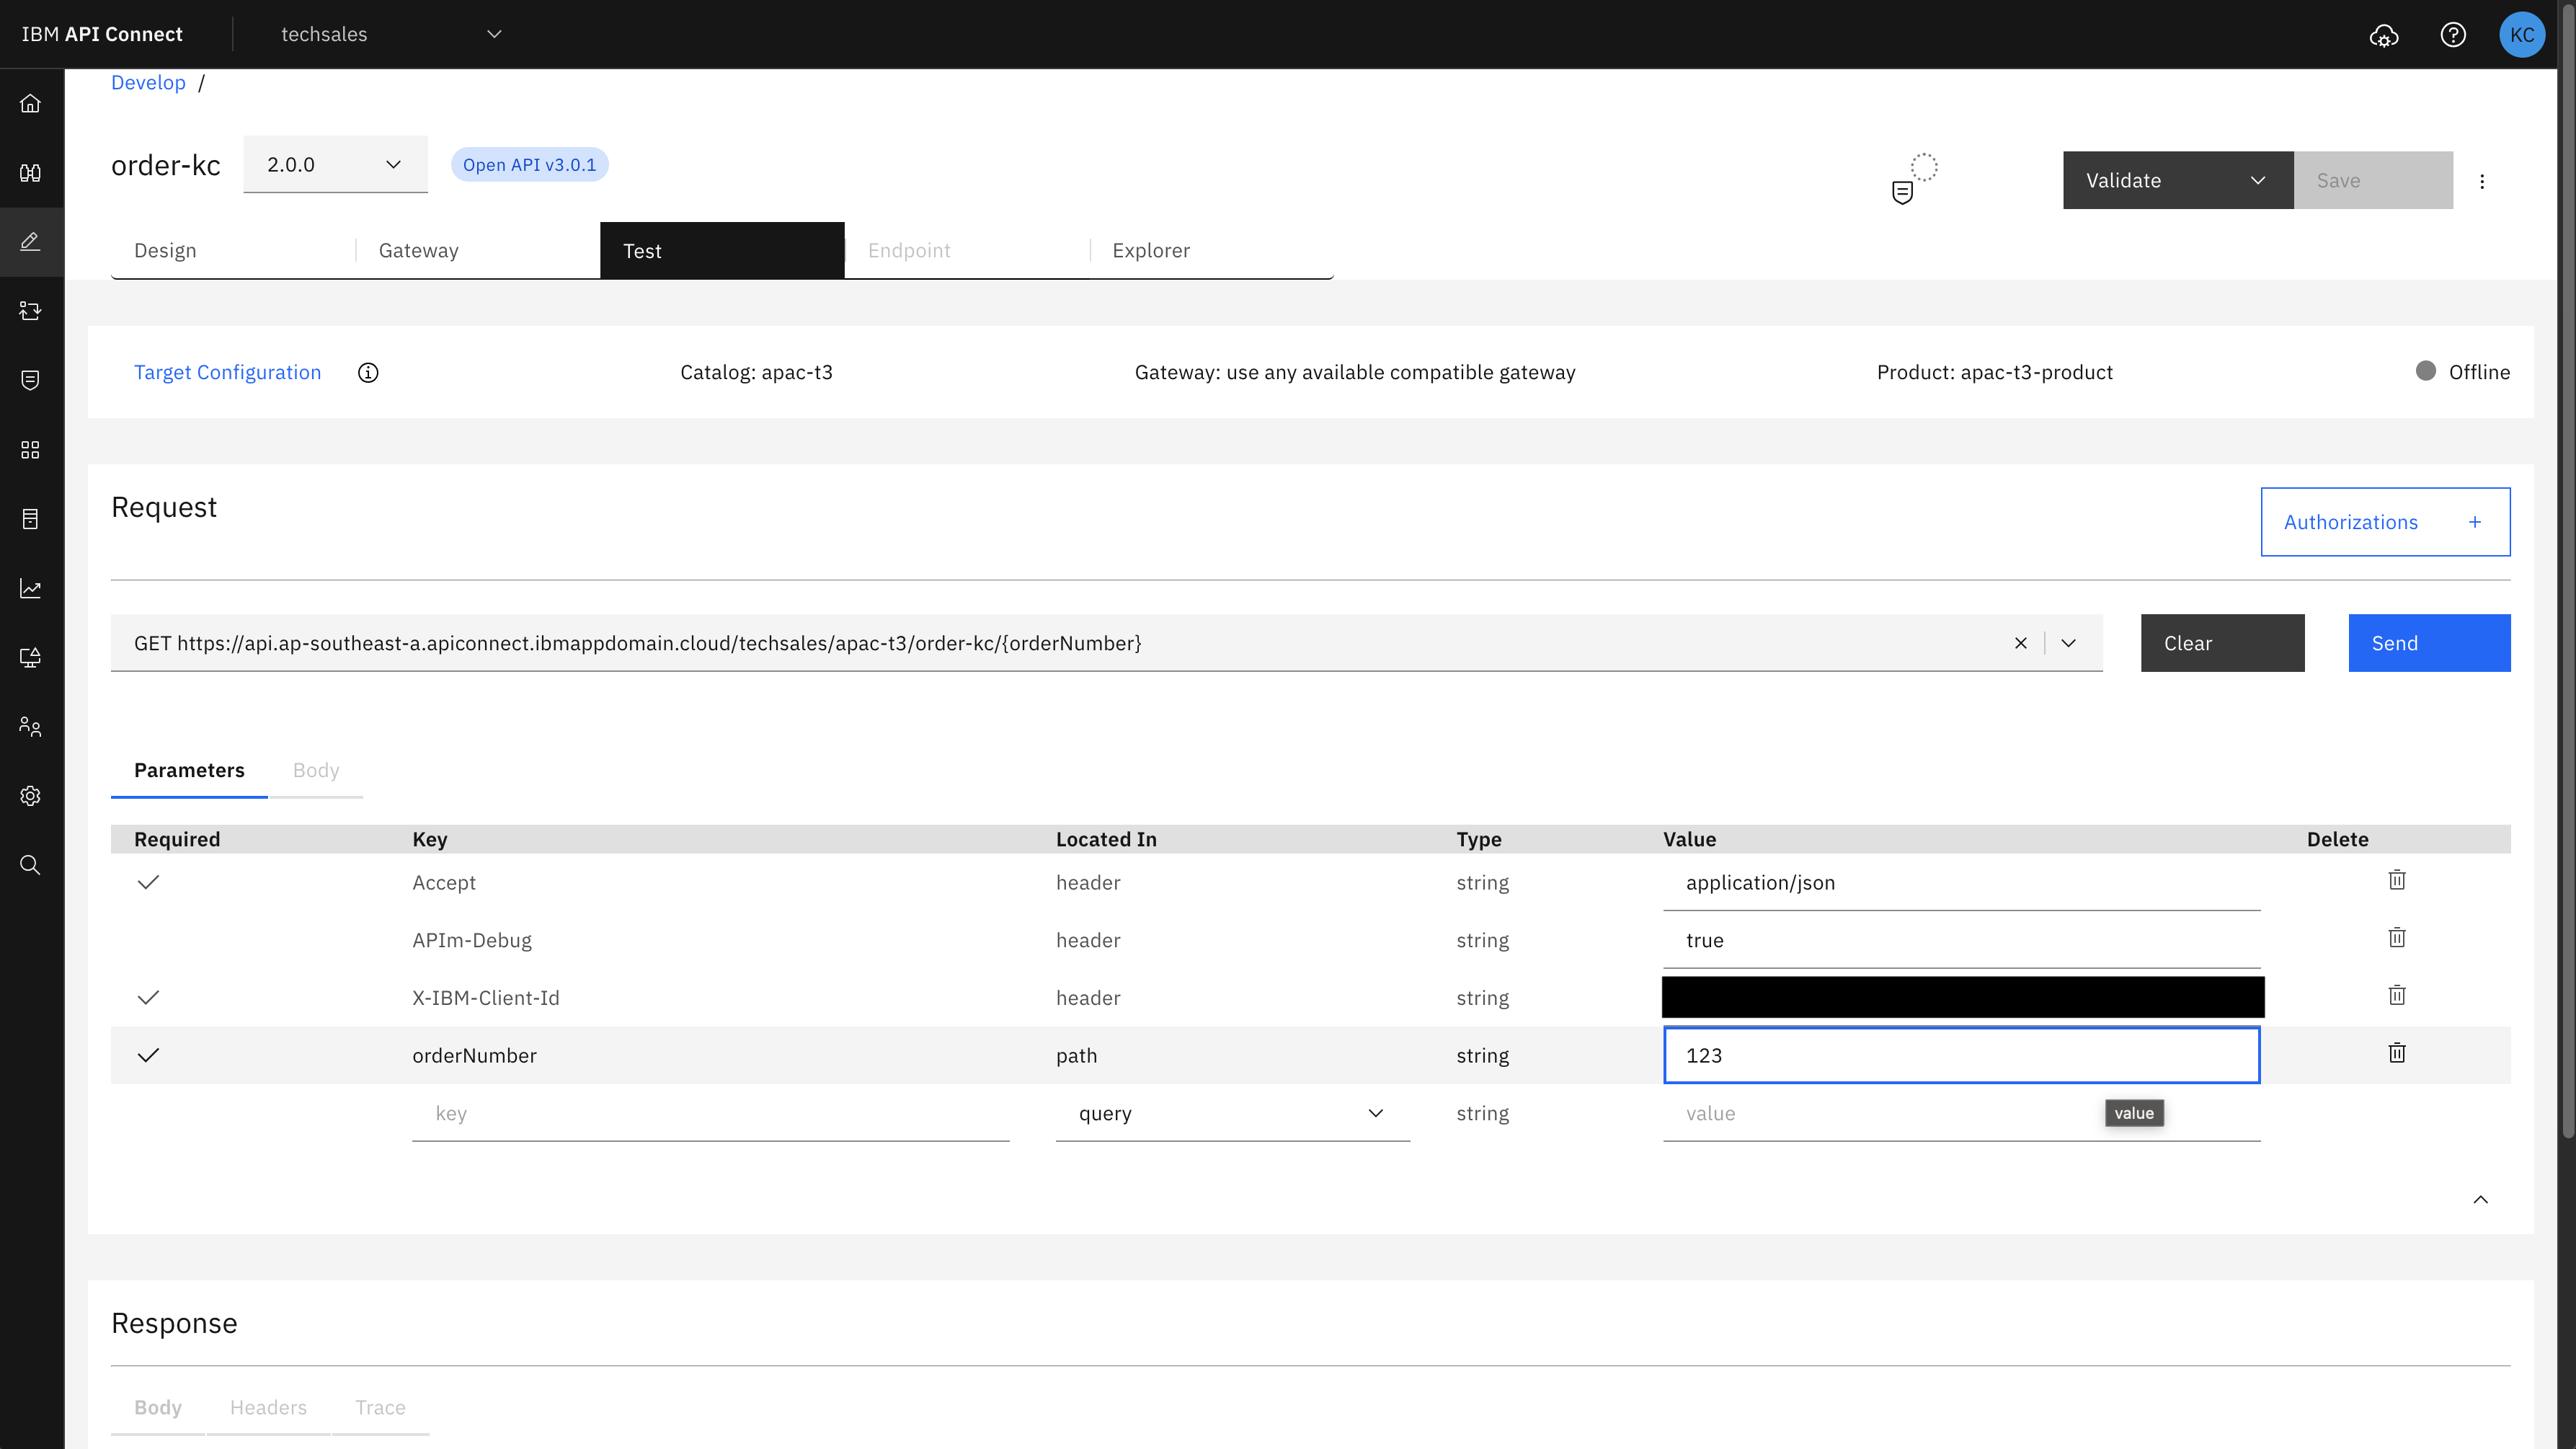 IBM API Connect
techsales
KC
Develop /
order-kc
2.0.0
Open API v3.0.1
Validate
Save
Design
Gateway
Test
Endpoint
Explorer
Target Configuration
Catalog: apac-t3
Gateway: use any available compatible gateway
Product: apac-t3-product
Offline
Request
Authorizations +
GET https://api.ap-southeast-a.apiconnect.ibmappdomain.cloud/techsales/apac-t3/order-kc/{orderNumber}
Clear
Send
Parameters
Body
Required Key Located In Type Value Delete
Accept header string application/json
APIm-Debug header string true
X-IBM-Client-Id header string
orderNumber path string 123
key query string value
value
Response
Body
Headers
Trace